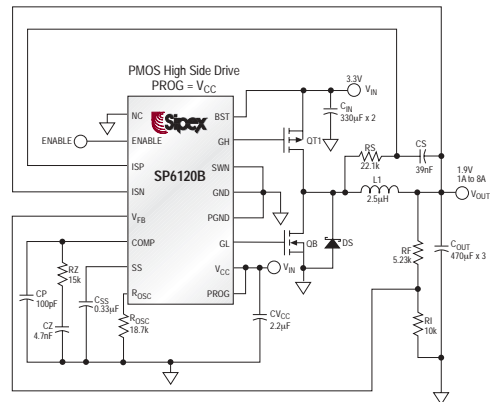 PMOS High Side Drive
PROG = VCC
3.3V
VIN
CIN
330µF x 2
NC
Sipex
BST
ENABLE
ENABLE
GH
QT1
RS
22.1k
CS
39nF
ISP
SWN
ISN
SP6120B
GND
L1
2.5µH
1.9V
1A to 8A
VOUT
VFB
PGND
COMP
GL
QB
DS
RF
5.23k
COUT
470µF x 3
RZ
15k
SS
VCC
VIN
CP
100pF
CSS
0.33µF
ROSC
PROG
CZ
4.7nF
ROSC
18.7k
CVCC
2.2µF
RI
10k